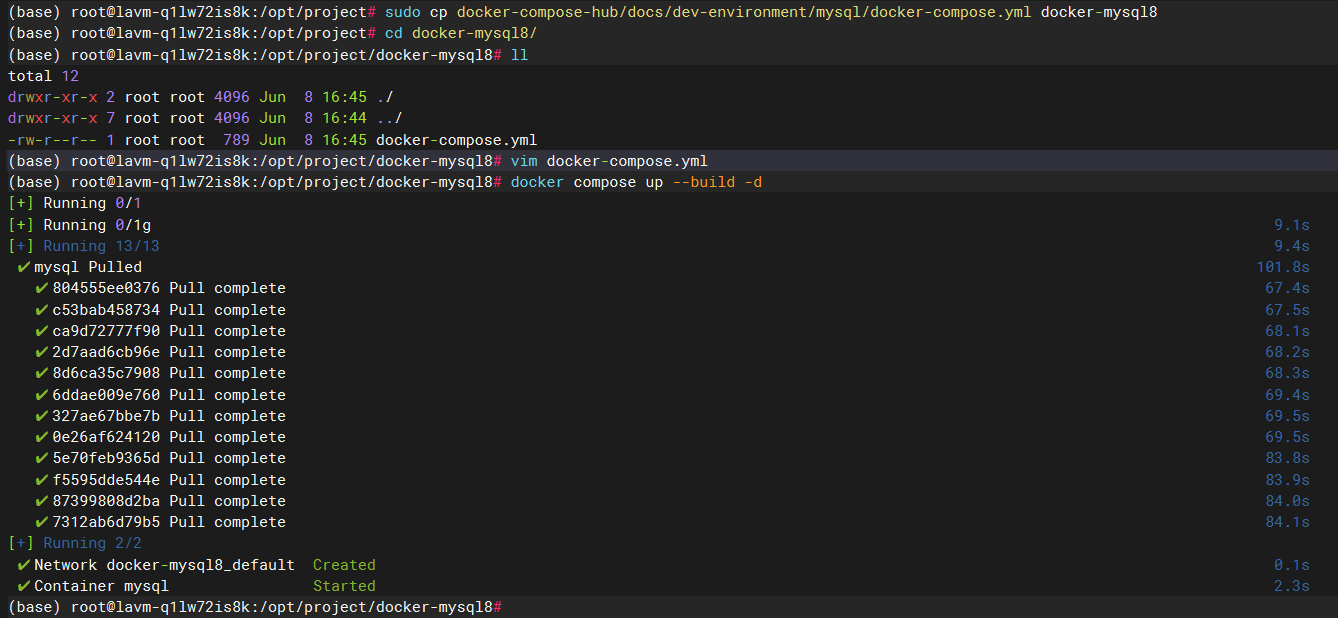 (base) root@lavm-q1lw72is8k:/opt/project# sudo cp docker-compose-hub/docs/dev-environment/mysql/docker-compose.yml docker-mysql8
(base) root@lavm-q1lw72is8k:/opt/project# cd docker-mysql8/
(base) root@lavm-q1lw72is8k:/opt/project/docker-mysql8# ll
total 12
drwxr-xr-x 2 root root 4096 Jun  8 16:45 ./
drwxr-xr-x 7 root root 4096 Jun  8 16:44 ../
-rw-r--r-- 1 root root  789 Jun  8 16:45 docker-compose.yml
(base) root@lavm-q1lw72is8k:/opt/project/docker-mysql8# vim docker-compose.yml
(base) root@lavm-q1lw72is8k:/opt/project/docker-mysql8# docker compose up --build -d
[+] Running 0/1
[+] Running 0/1g 9.1s
[+] Running 13/13 9.4s
✔ mysql Pulled 101.8s
✔ 804555ee0376 Pull complete 67.4s
✔ c53bab458734 Pull complete 67.5s
✔ ca9d72777f90 Pull complete 68.1s
✔ 2d7aad6cb96e Pull complete 68.2s
✔ 8d6ca35c7908 Pull complete 68.3s
✔ 6ddae009e760 Pull complete 69.4s
✔ 327ae67bbe7b Pull complete 69.5s
✔ 0e26af624120 Pull complete 69.5s
✔ 5e70feb9365d Pull complete 83.8s
✔ f5595dde544e Pull complete 83.9s
✔ 87399808d2ba Pull complete 84.0s
✔ 7312ab6d79b5 Pull complete 84.1s
[+] Running 2/2
✔ Network docker-mysql8_default  Created 0.1s
✔ Container mysql  Started 2.3s
(base) root@lavm-q1lw72is8k:/opt/project/docker-mysql8#